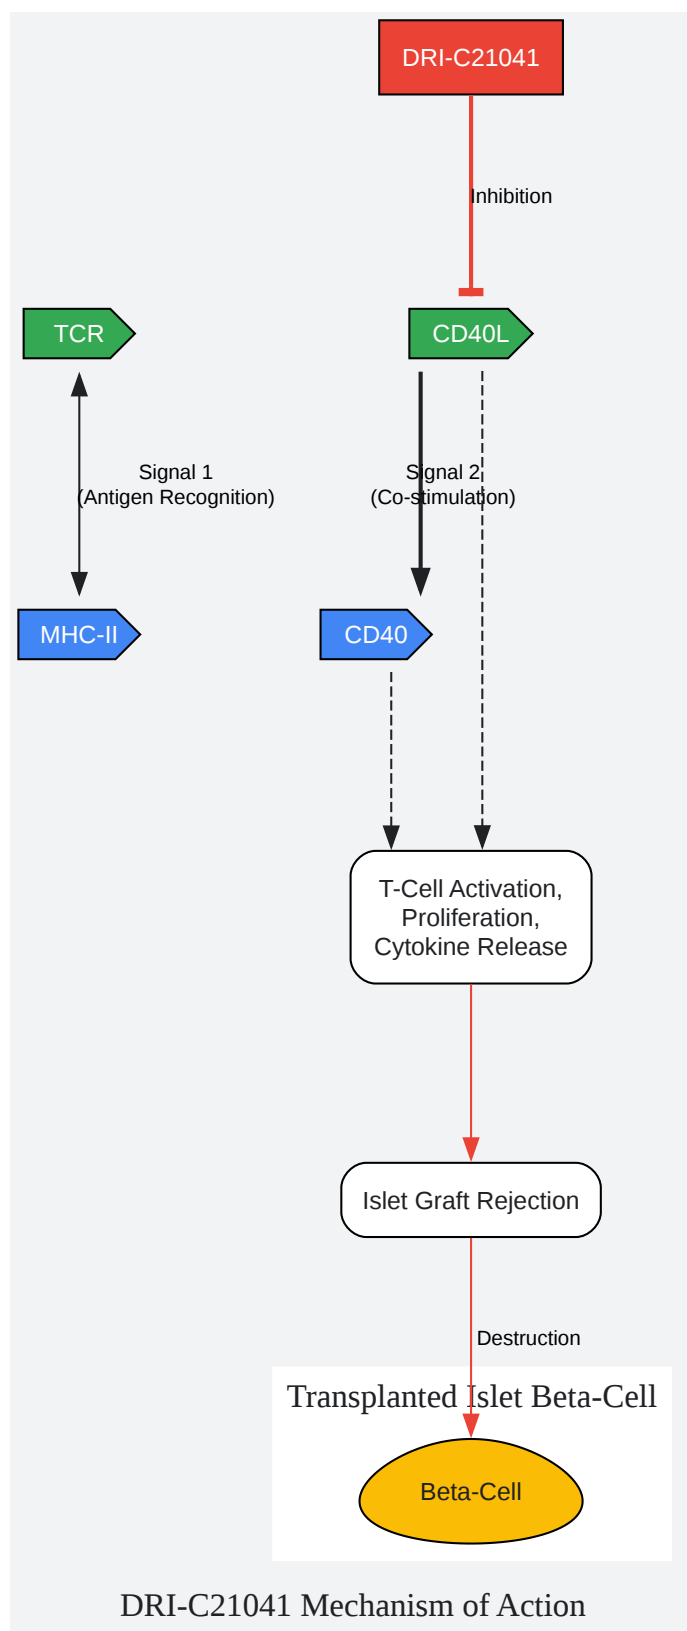 DRI-C21041
Inhibition
TCR
CD40L
Signal 1
(Antigen Recognition)
Signal 2
(Co-stimulation)
MHC-II
CD40
T-Cell Activation,
Proliferation,
Cytokine Release
Islet Graft Rejection
Destruction
Transplanted Islet Beta-Cell
Beta-Cell
DRI-C21041 Mechanism of Action